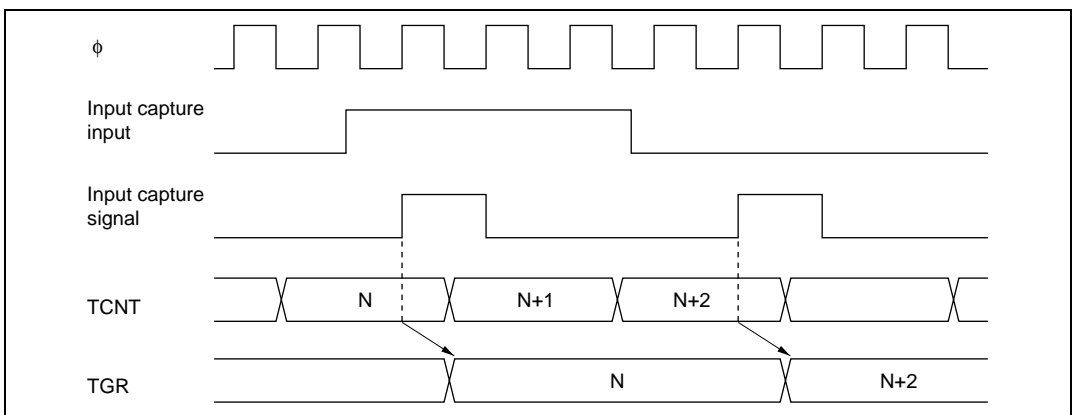 ϕ
Input capture
input
Input capture
signal
TCNT N N+1 N+2
TGR N N+2